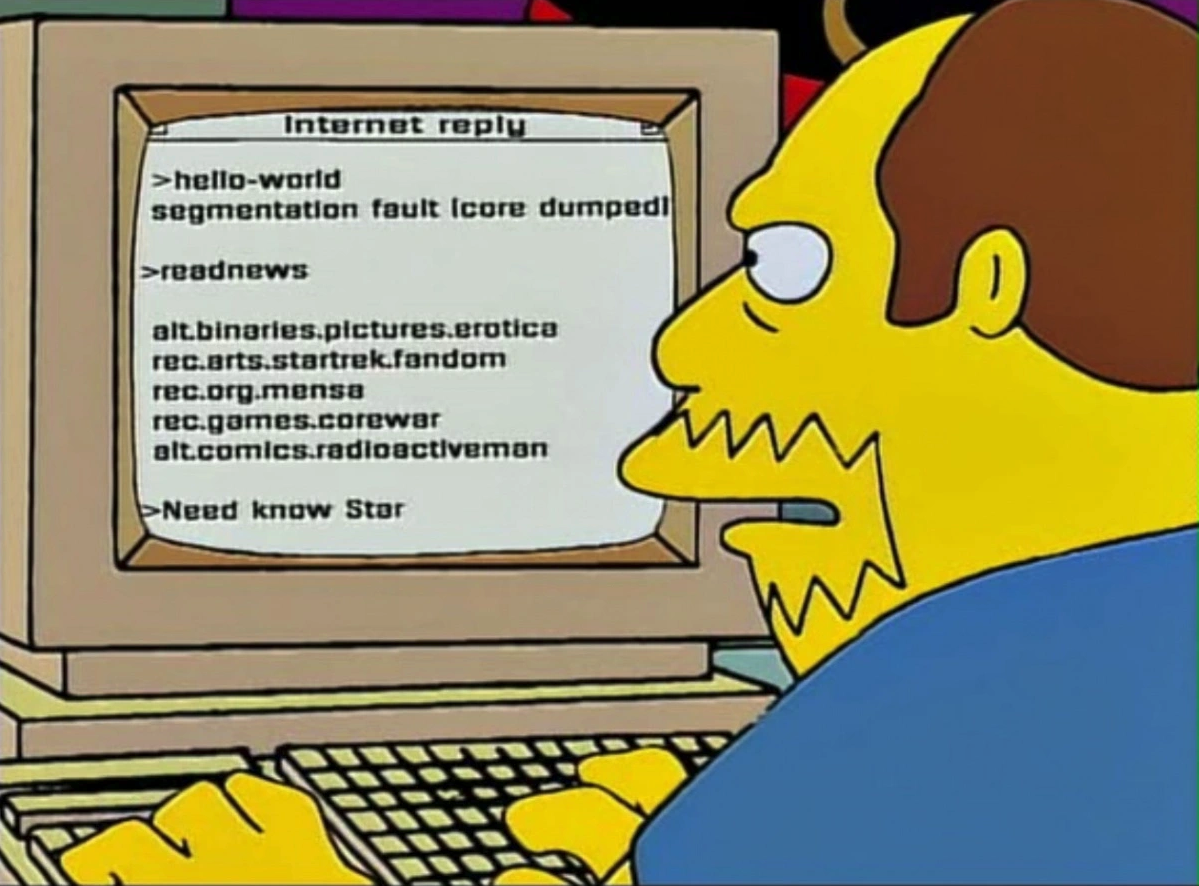 Internet reply
>hello-world
segmentation fault (core dumped)
>readnews
alt.binaries.pictures.erotica
rec.arts.startrek.fandom
rec.org.mensa
rec.games.corewar
alt.comics.radioactiveman
>Need know Star